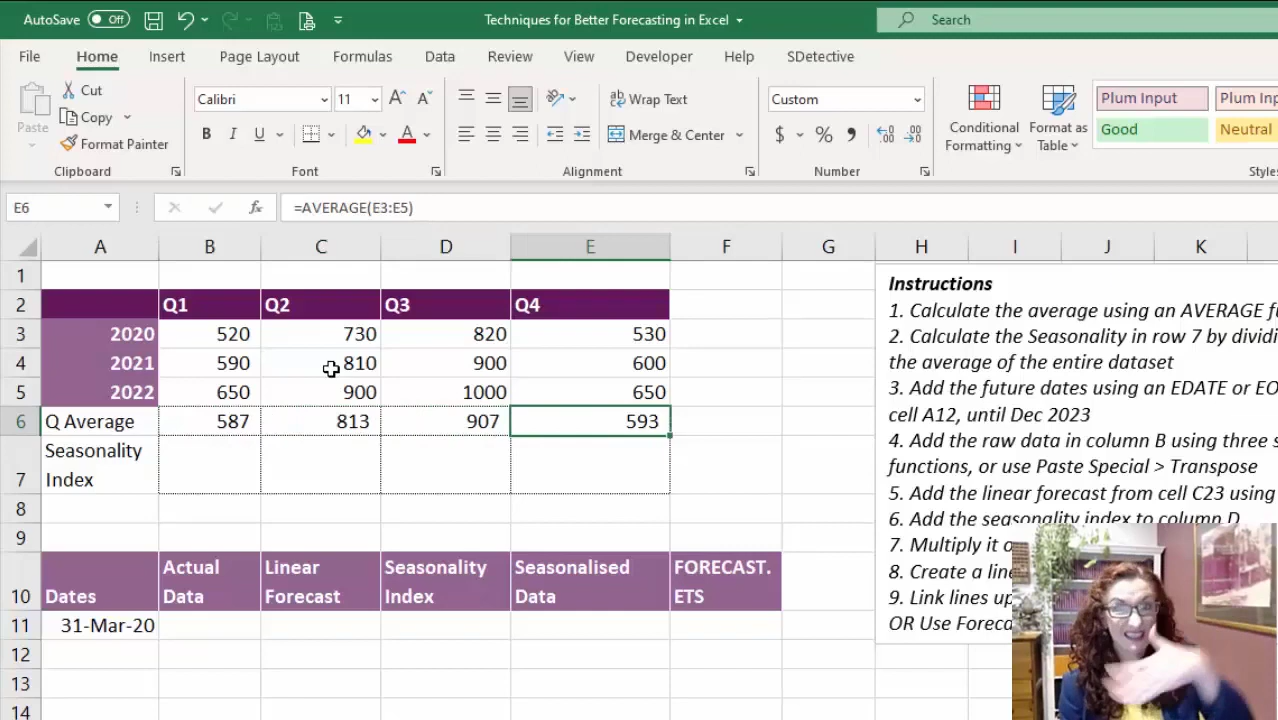 AutoSave Off Techniques for Better Forecasting in Excel Search
File Home Insert Page Layout Formulas Data Review View Developer Help SDetective
Paste Cut Copy Format Painter
Calibri 11 B I U A
Wrap Text Merge & Center
Custom $ % 9
Conditional Formatting Format as Table
Plum Input Plum Inp
Good Neutral
Clipboard Font Alignment Number Styles
E6 fx =AVERAGE(E3:E5)
A B C D E F G H I J K
1
2 Q1 Q2 Q3 Q4
3 2020 520 730 820 530
4 2021 590 810 900 600
5 2022 650 900 1000 650
6 Q Average 587 813 907 593
Seasonality
7 Index
8
9
Actual Linear Seasonality Seasonalised FORECAST.
10 Dates Data Forecast Index Data ETS
11 31-Mar-20
12
13
14
Instructions
1. Calculate the average using an AVERAGE fu
2. Calculate the Seasonality in row 7 by dividi
the average of the entire dataset
3. Add the future dates using an EDATE or EO
cell A12, until Dec 2023
4. Add the raw data in column B using three s
functions, or use Paste Special > Transpose
5. Add the linear forecast from cell C23 using
6. Add the seasonality index to column D
7. Multiply it
8. Create a line
9. Link lines up
OR Use Foreca